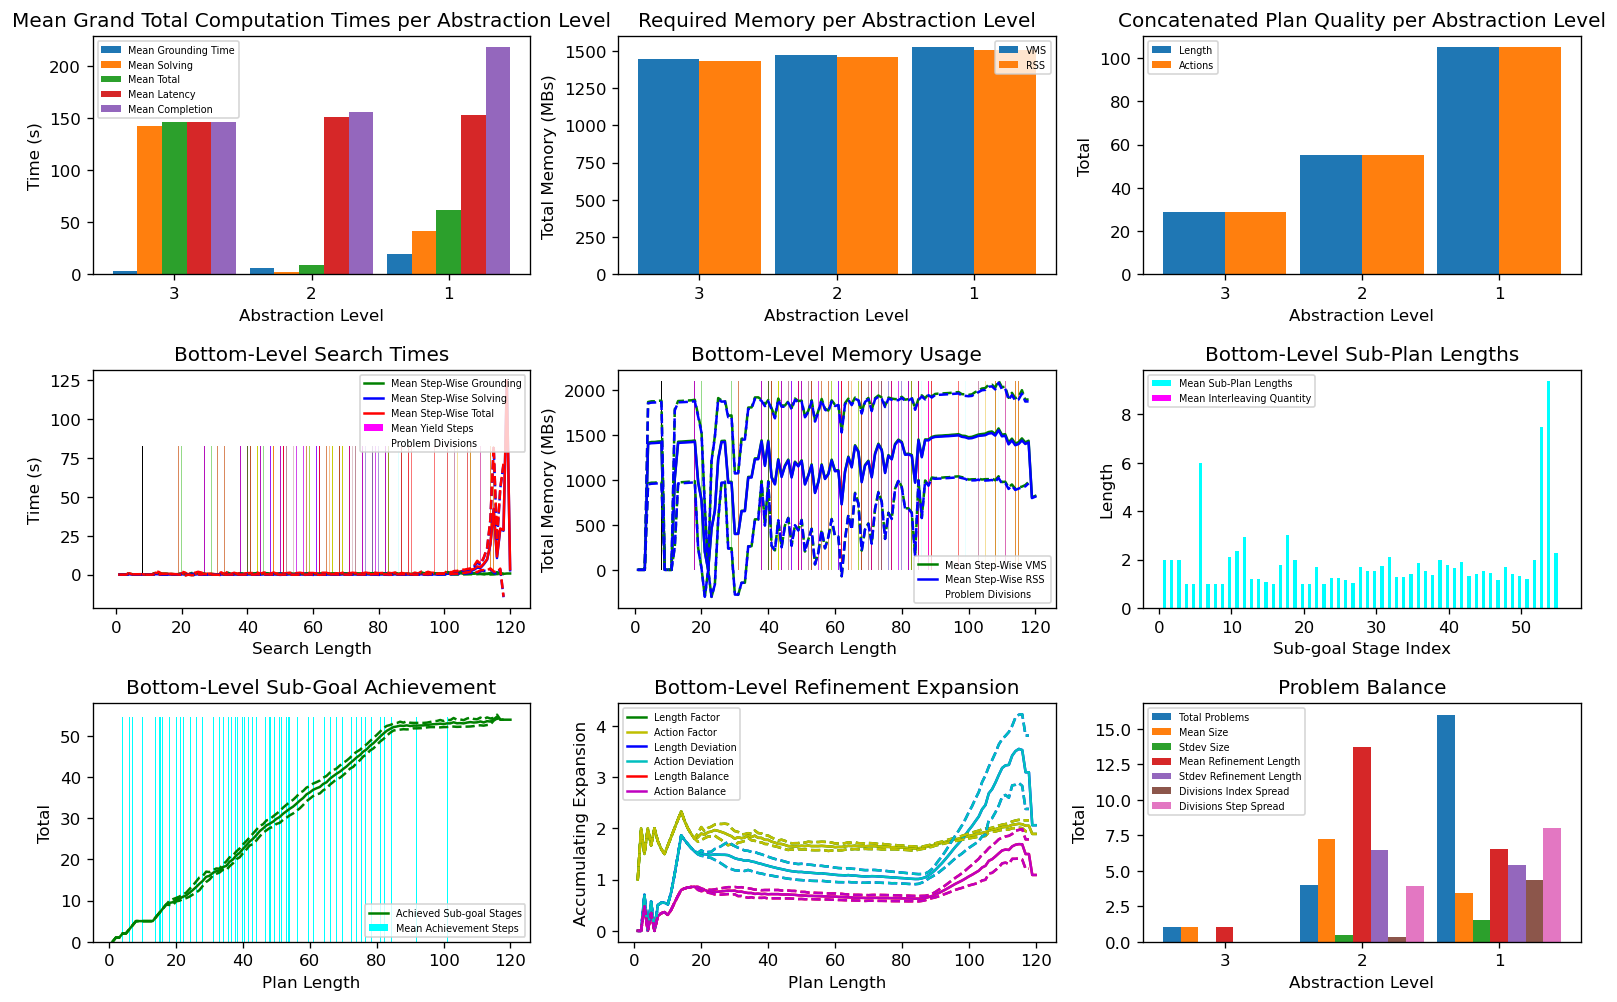 Mean Grand Total Computation Times per Abstraction Level
Time (s)
200
150
100
50
0
Mean Grounding Time
Mean Solving
Mean Total
Mean Latency
Mean Completion
3 2 1
Abstraction Level
Required Memory per Abstraction Level
Total Memory (MBs)
1500
1250
1000
750
500
250
0
VMS
RSS
3 2 1
Abstraction Level
Concatenated Plan Quality per Abstraction Level
Total
100
80
60
40
20
0
Length
Actions
3 2 1
Abstraction Level
Bottom-Level Search Times
Time (s)
125
100
75
50
25
0
Mean Step-Wise Grounding
Mean Step-Wise Solving
Mean Step-Wise Total
Mean Yield Steps
Problem Divisions
0 20 40 60 80 100 120
Search Length
Bottom-Level Memory Usage
Total Memory (MBs)
2000
1500
1000
500
0
Mean Step-Wise VMS
Mean Step-Wise RSS
Problem Divisions
0 20 40 60 80 100 120
Search Length
Bottom-Level Sub-Plan Lengths
Length
8
6
4
2
0
Mean Sub-Plan Lengths
Mean Interleaving Quantity
0 10 20 30 40 50
Sub-goal Stage Index
Bottom-Level Sub-Goal Achievement
Total
50
40
30
20
10
0
Achieved Sub-goal Stages
Mean Achievement Steps
0 20 40 60 80 100 120
Plan Length
Bottom-Level Refinement Expansion
Accumulating Expansion
4
3
2
1
0
Length Factor
Action Factor
Length Deviation
Action Deviation
Length Balance
Action Balance
0 20 40 60 80 100 120
Plan Length
Problem Balance
Total
15.0
12.5
10.0
7.5
5.0
2.5
0.0
Total Problems
Mean Size
Stdev Size
Mean Refinement Length
Stdev Refinement Length
Divisions Index Spread
Divisions Step Spread
3 2 1
Abstraction Level